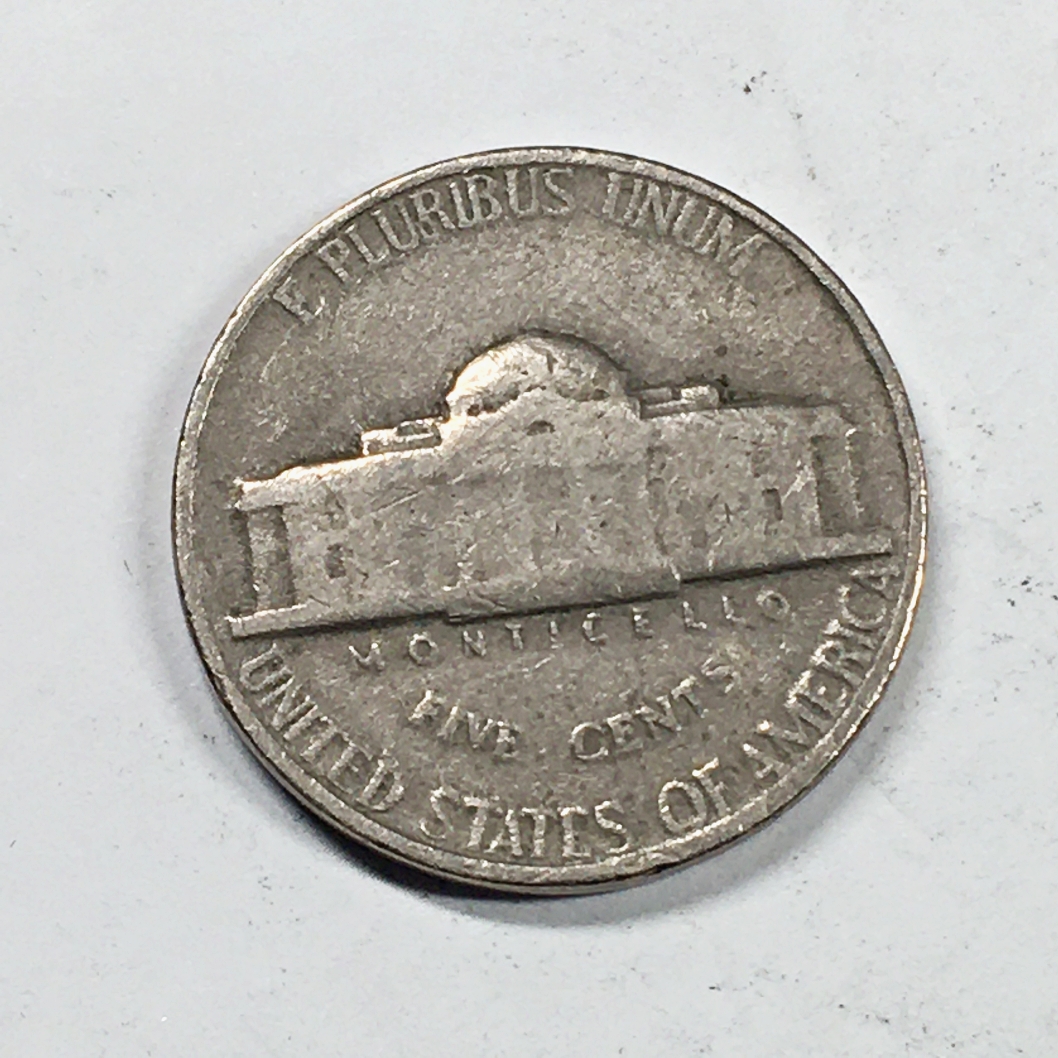 E PLURIBUS UNUM
MONTICELLO
FIVE CENTS
UNITED STATES OF AMERICA